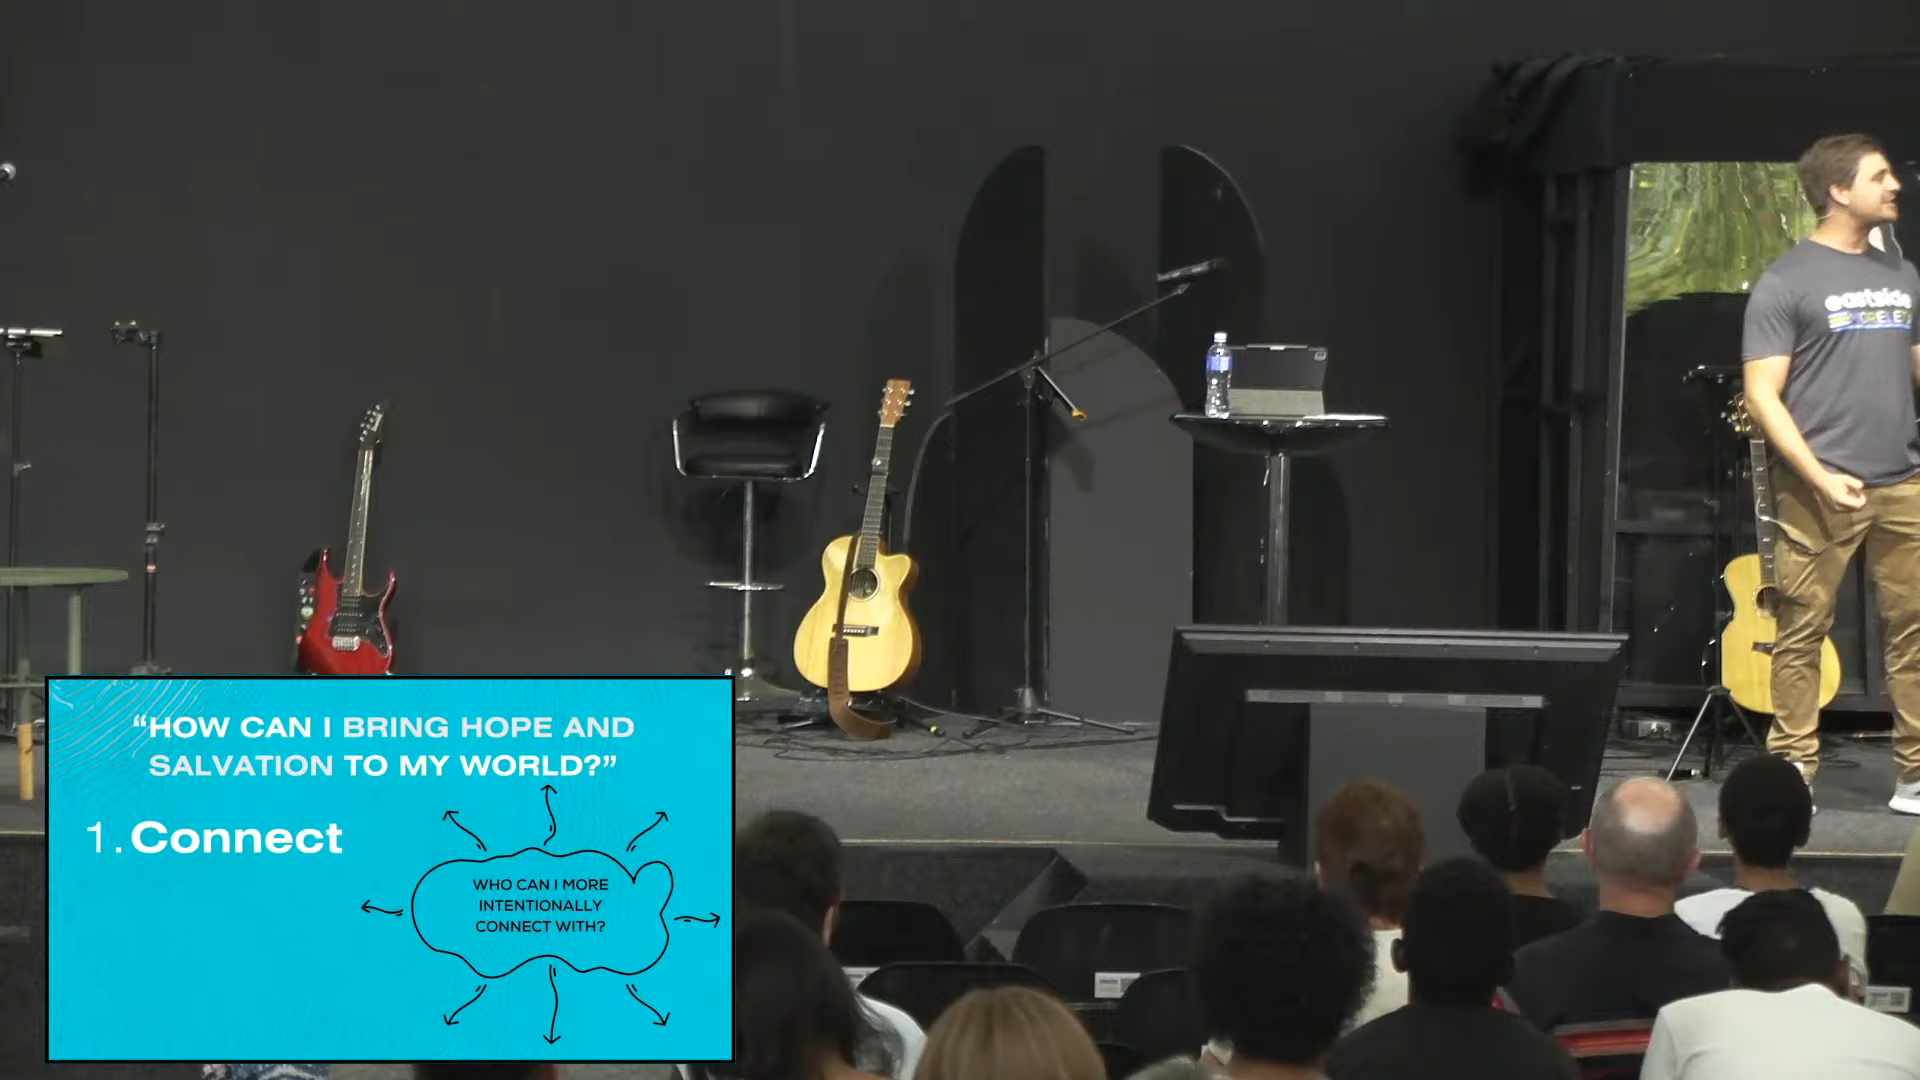 eastside
“HOW CAN I BRING HOPE AND
SALVATION TO MY WORLD?”
1. Connect
WHO CAN I MORE
INTENTIONALLY
CONNECT WITH?